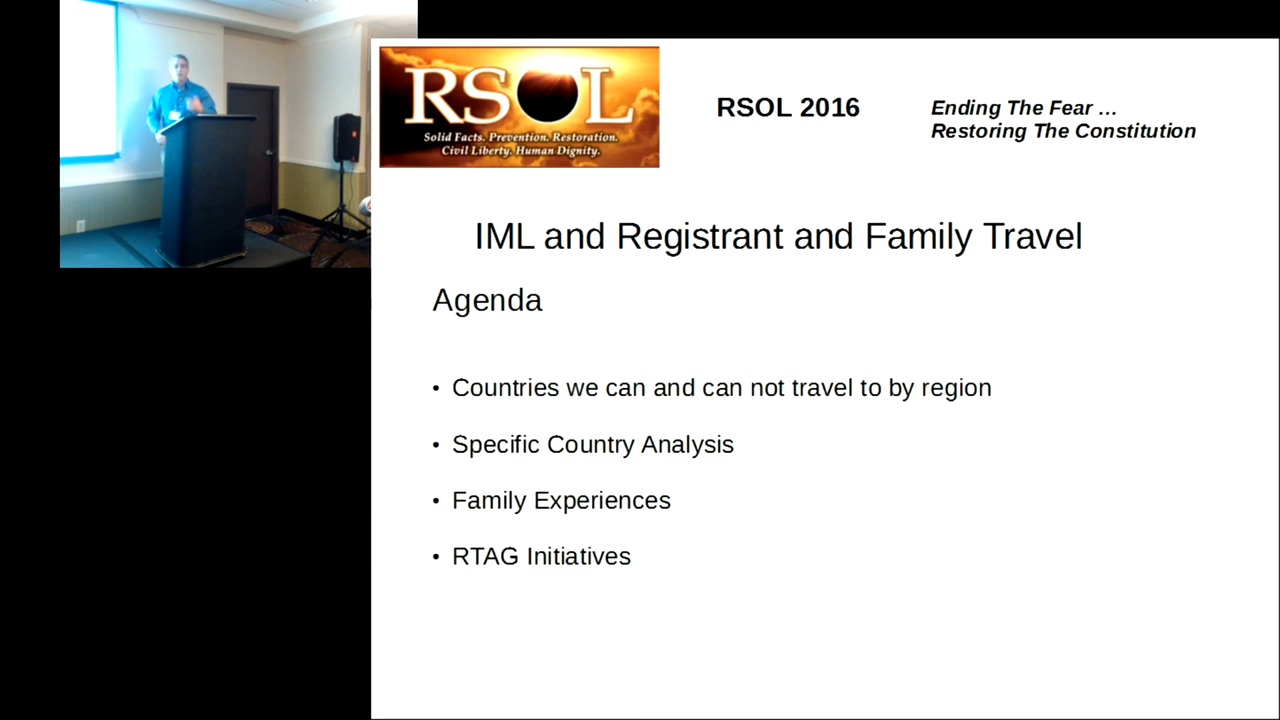 RSOL
Solid Facts. Prevention. Restoration.
Civil Liberty. Human Dignity.
RSOL 2016
Ending The Fear ...
Restoring The Constitution
IML and Registrant and Family Travel
Agenda
• Countries we can and can not travel to by region
• Specific Country Analysis
• Family Experiences
• RTAG Initiatives